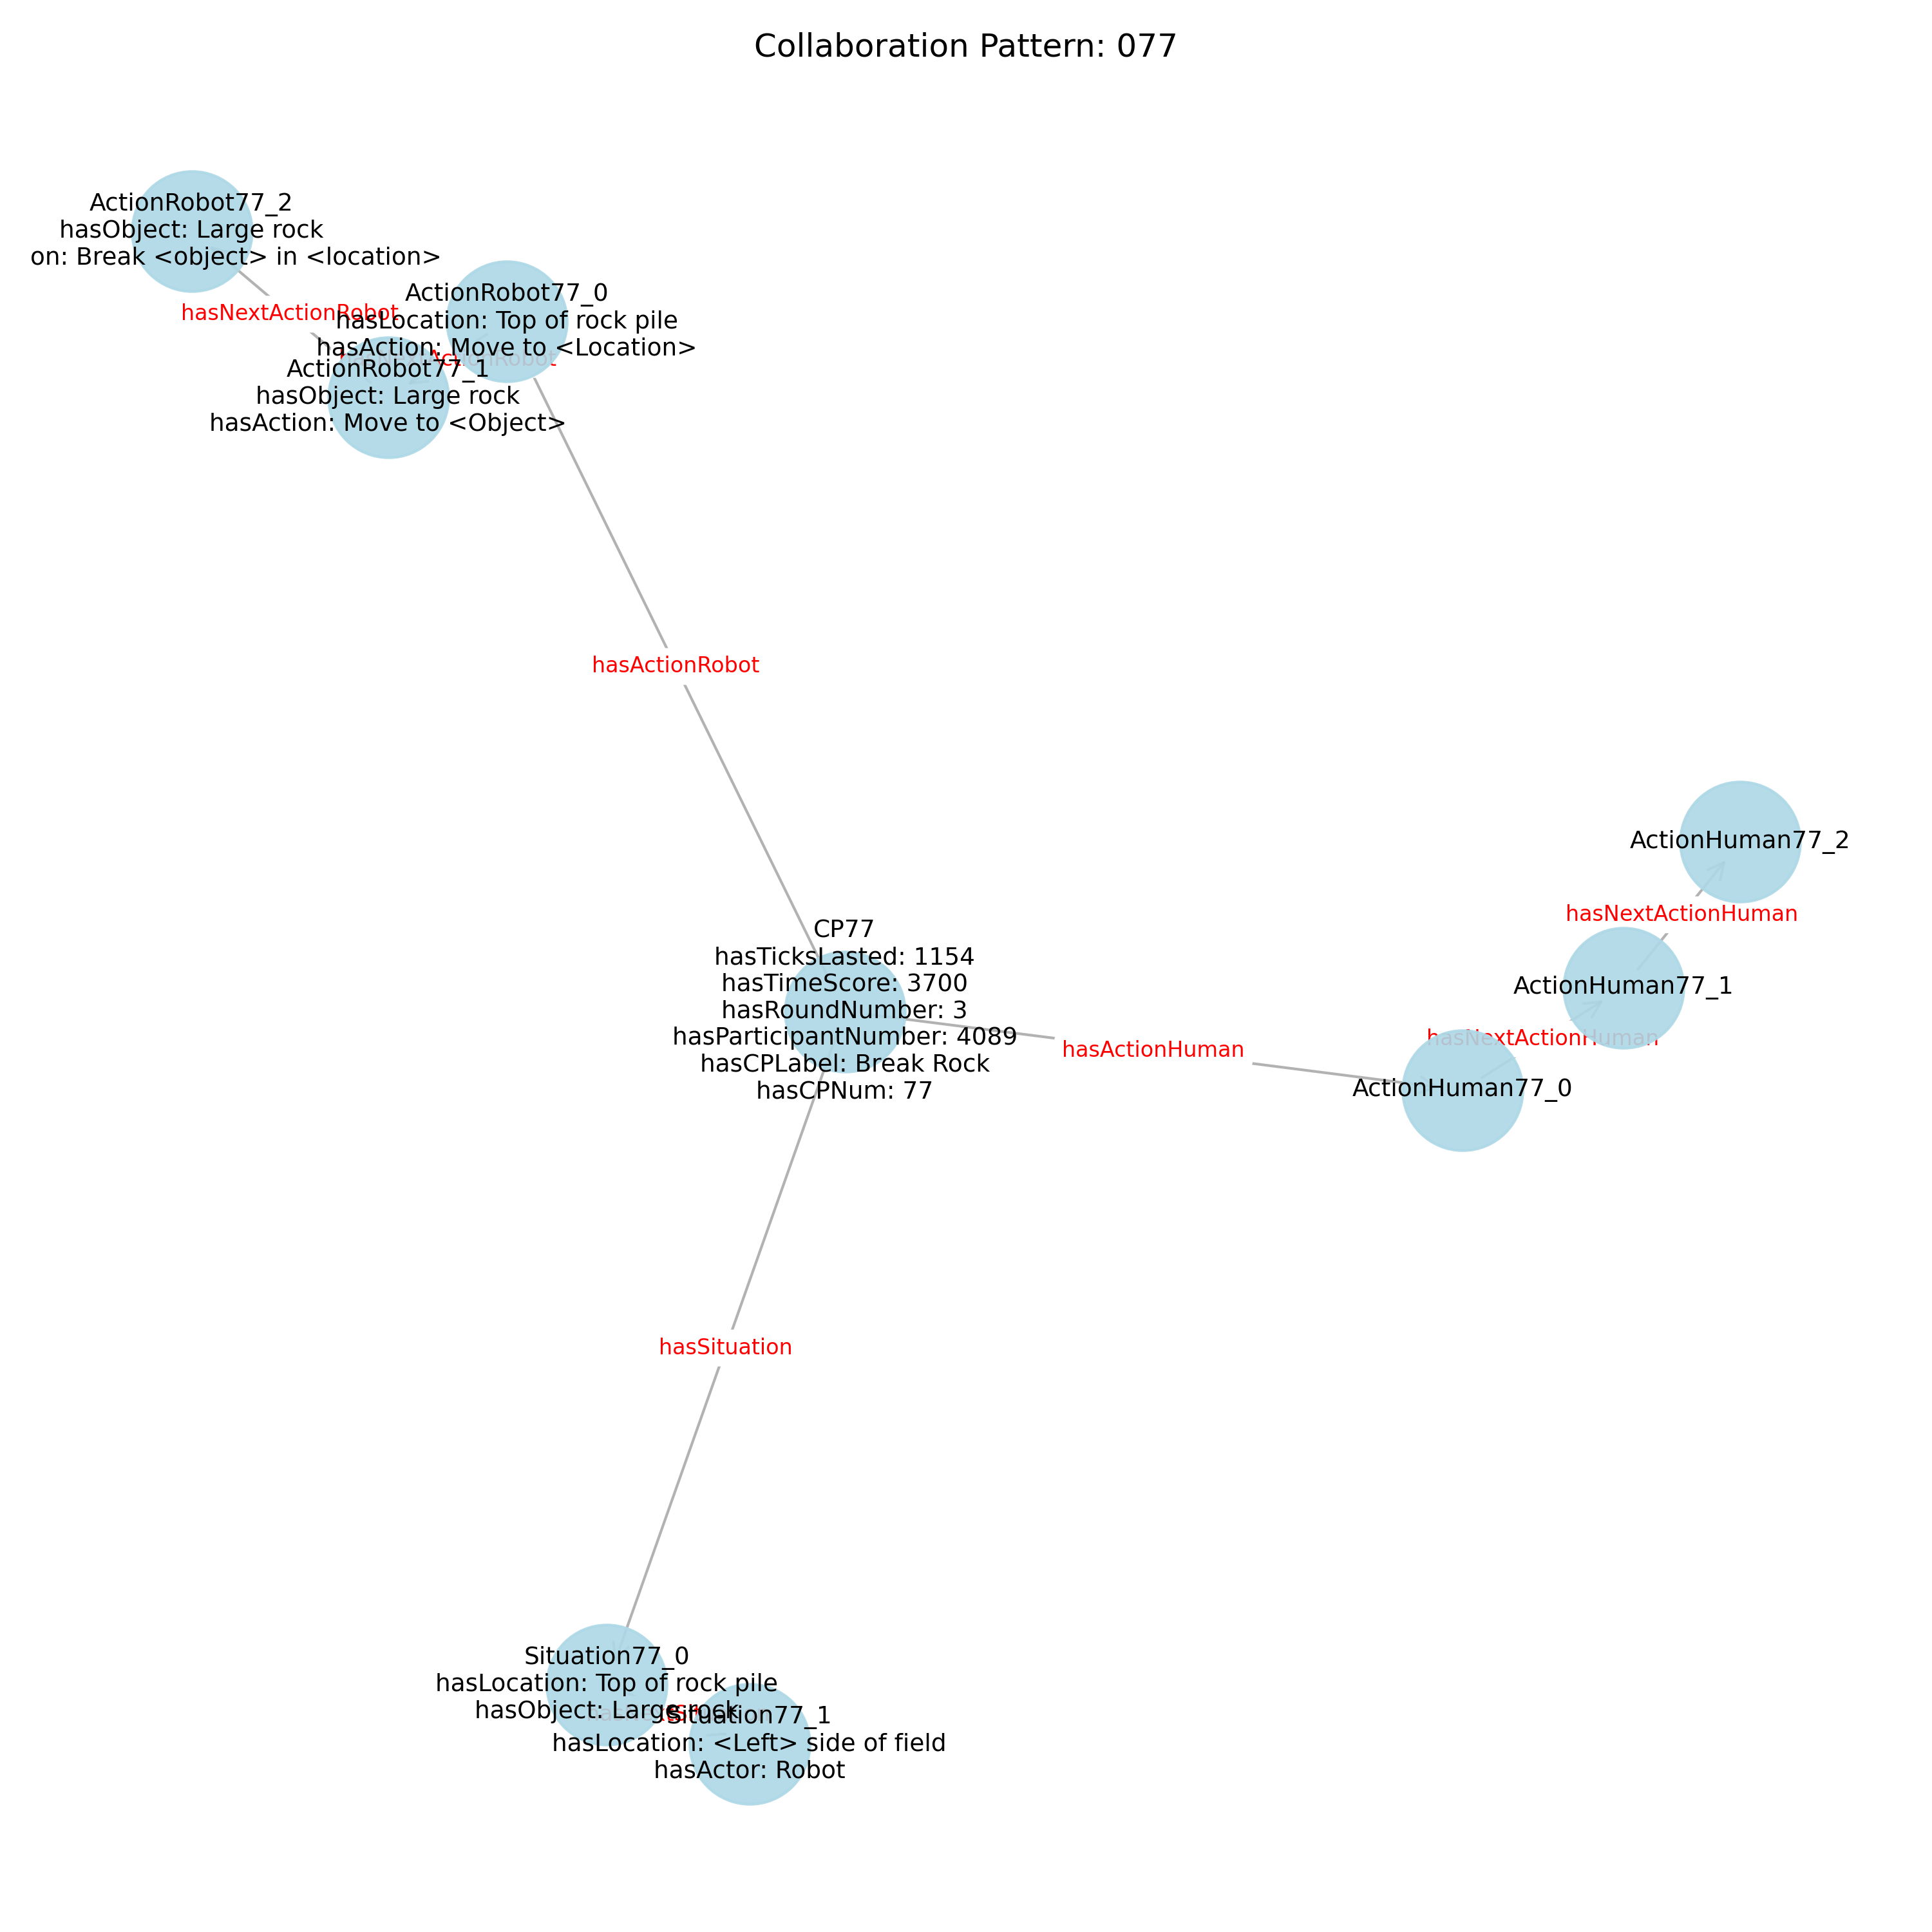 Collaboration Pattern: 077
ActionRobot77_2
hasObject: Large rock
on: Break <object> in <location>
hasNextActionRobot
ActionRobot77_0
hasLocation: Top of rock pile
hasAction: Move to <Location>
ActionRobot77_1
hasObject: Large rock
hasAction: Move to <Object>
hasActionRobot
ActionHuman77_2
hasNextActionHuman
ActionHuman77_1
hasNextActionHuman
ActionHuman77_0
CP77
hasTicksLasted: 1154
hasTimeScore: 3700
hasRoundNumber: 3
hasParticipantNumber: 4089
hasCPLabel: Break Rock
hasCPNum: 77
hasActionHuman
hasSituation
Situation77_0
hasLocation: Top of rock pile
hasObject: Large rock
Situation77_1
hasLocation: <Left> side of field
hasActor: Robot